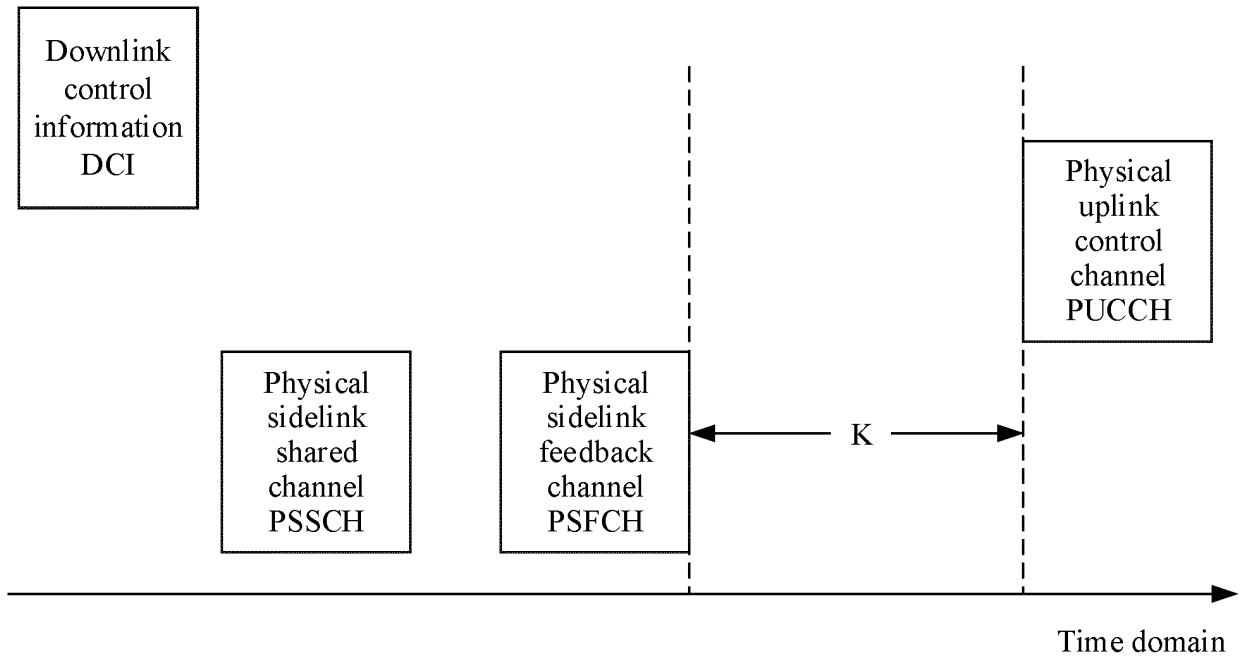 Downlink
control
information
DCI
Physical
sidelink
shared
channel
PSSCH
Physical
sidelink
feedback
channel
PSFCH
K
Physical
uplink
control
channel
PUCCH
Time domain